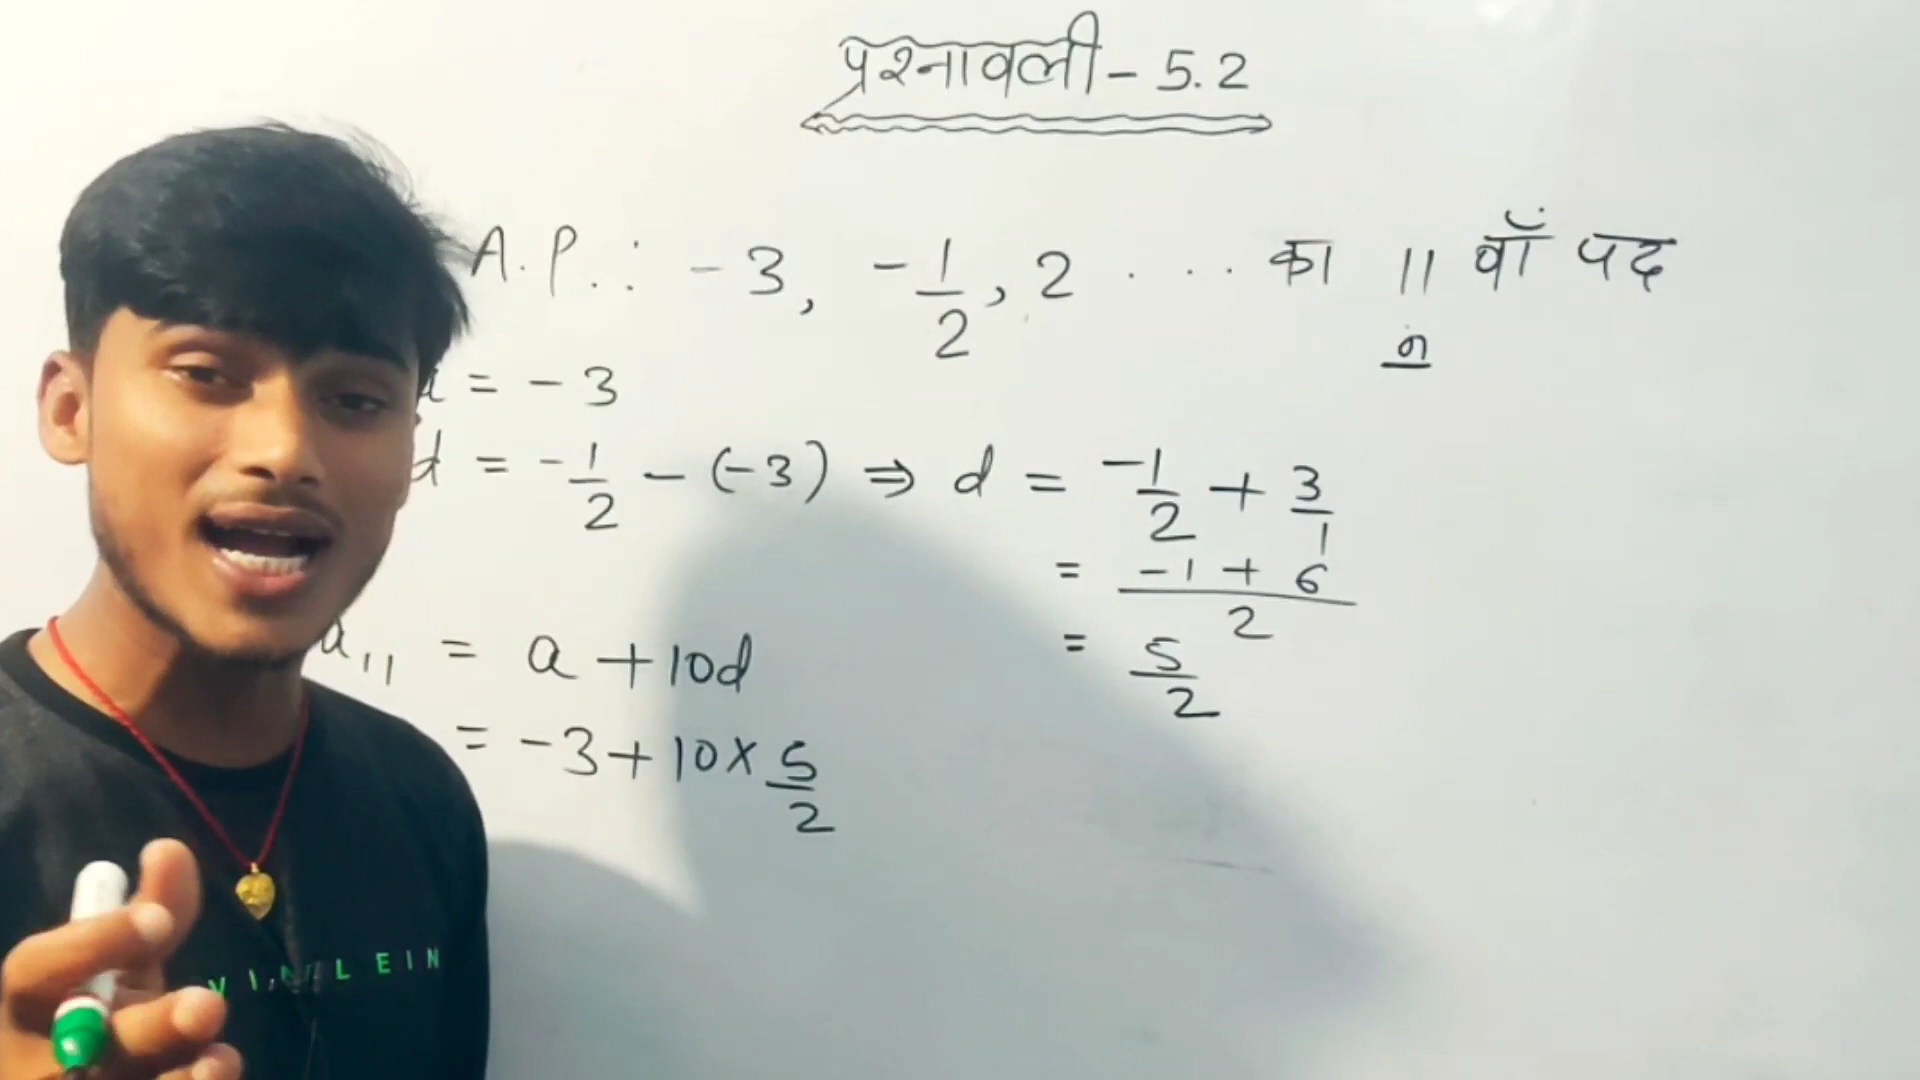 प्रश्नावली - 5.2
A.P.: -3, -1/2, 2 . ... का 11 वाँ पद
n
a = -3
d = -1/2 - (-3) ⇒ d = -1/2 + 3/1
= (-1 + 6)/2
= 5/2
a₁₁ = a + 10d
= -3 + 10 × 5/2